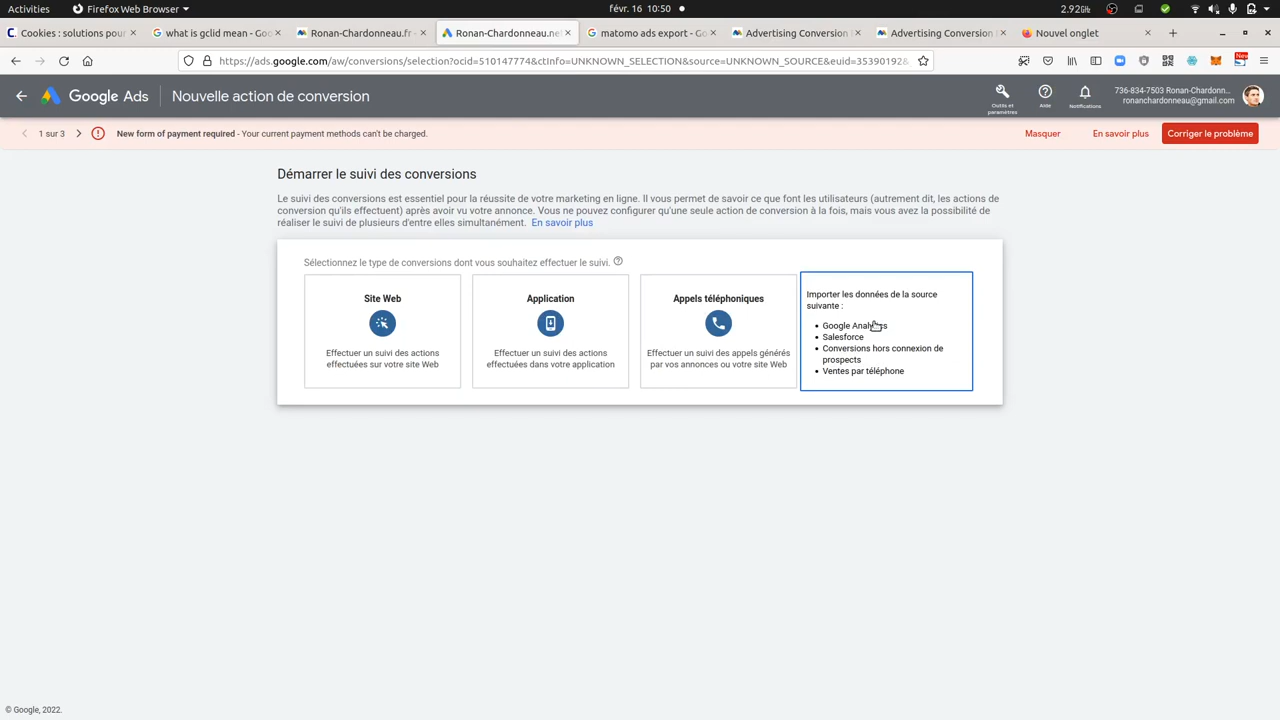 Activities
Firefox Web Browser
févr. 16 10:50
2.92GHz
Cookies : solutions pour
what is gclid mean - Goo
Ronan-Chardonneau.fr -
Ronan-Chardonneau.ne
matomo ads export - Go
Advertising Conversion
Advertising Conversion
Nouvel onglet
https://ads.google.com/aw/conversions/selection?ocid=510147774&ktInfo=UNKNOWN_SELECTION&source=UNKNOWN_SOURCE&euid=35390192&
New
Google Ads
Nouvelle action de conversion
Outils et
paramètres
Aide
Notifications
736-834-7503 Ronan-Chardonn...
ronanchardonneau@gmail.com
1 sur 3
New form of payment required - Your current payment methods can't be charged.
Masquer
En savoir plus
Corriger le problème
Démarrer le suivi des conversions
Le suivi des conversions est essentiel pour la réussite de votre marketing en ligne. Il vous permet de savoir ce que font les utilisateurs (autrement dit, les actions de
conversion qu'ils effectuent) après avoir vu votre annonce. Vous ne pouvez configurer qu'une seule action de conversion à la fois, mais vous avez la possibilité de
réaliser le suivi de plusieurs d'entre elles simultanément. En savoir plus
Sélectionnez le type de conversions dont vous souhaitez effectuer le suivi.
Site Web
Effectuer un suivi des actions
effectuées sur votre site Web
Application
Effectuer un suivi des actions
effectuées dans votre application
Appels téléphoniques
Effectuer un suivi des appels générés
par vos annonces ou votre site Web
Importer les données de la source
suivante :
• Google Analytics
• Salesforce
• Conversions hors connexion de
prospects
• Ventes par téléphone
© Google, 2022.